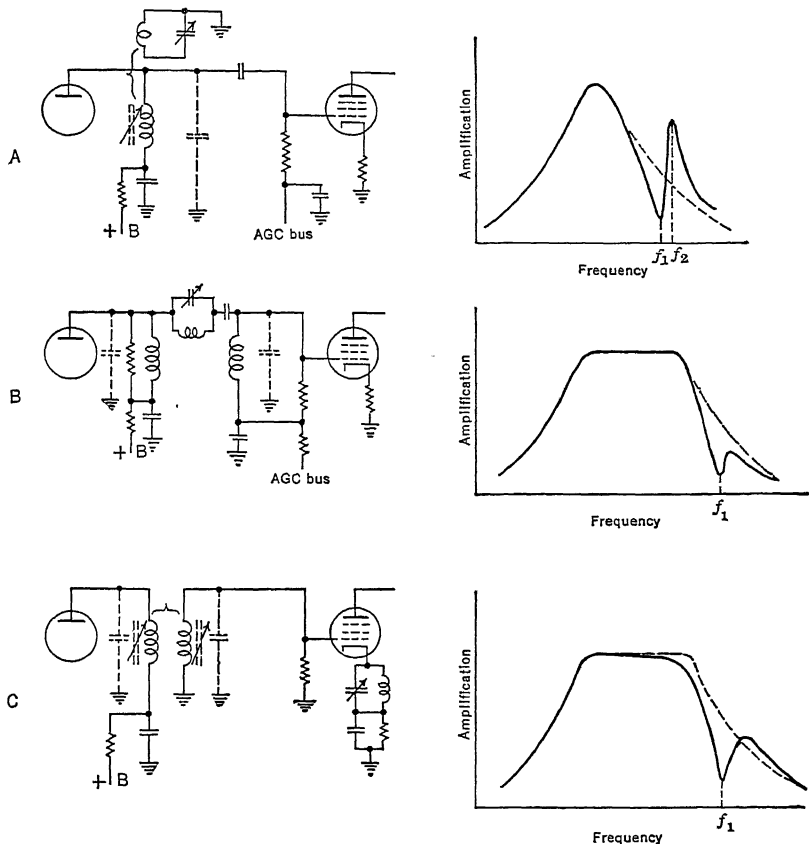 A
+ B
AGC bus
Amplification
f₁ f₂
Frequency
B
+ B
AGC bus
Amplification
f₁
Frequency
C
+ B
Amplification
f₁
Frequency